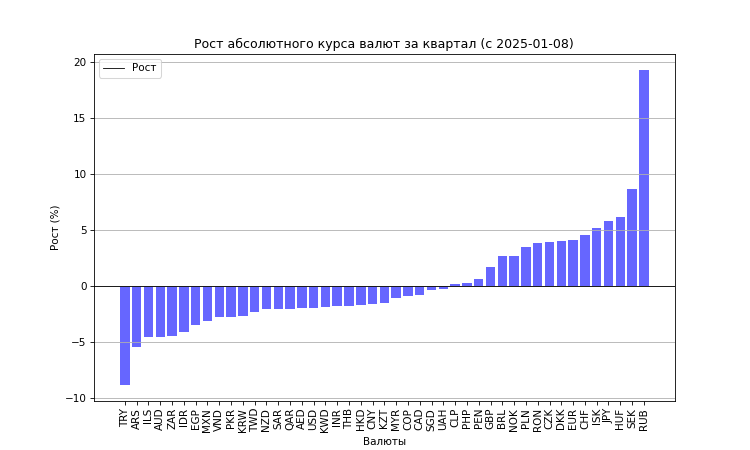 Рост абсолютного курса валют за квартал (с 2025-01-08)
Рост
20
15
10
5
0
−5
−10
Рост (%)
TRY ARS ILS AUD ZAR IDR EGP MXN VND PKR KRW TWD NZD SAR QAR AED USD KWD INR THB HKD CNY KZT MYR COP CAD SGD UAH CLP PHP PEN GBP BRL NOK PLN RON CZK DKK EUR CHF ISK JPY HUF SEK RUB
Валюты